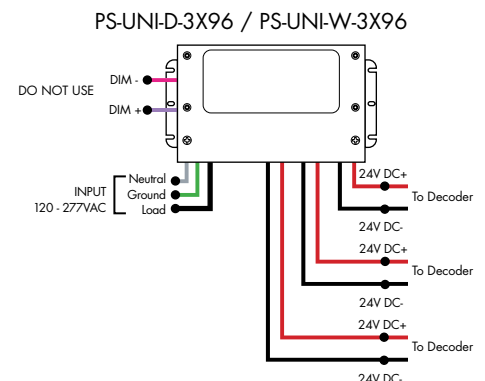 PS-UNI-D-3X96 / PS-UNI-W-3X96
DO NOT USE
DIM -
DIM +
INPUT
120 - 277VAC
Neutral
Ground
Load
24V DC+
To Decoder
24V DC-
24V DC+
To Decoder
24V DC-
24V DC+
To Decoder
24V DC-